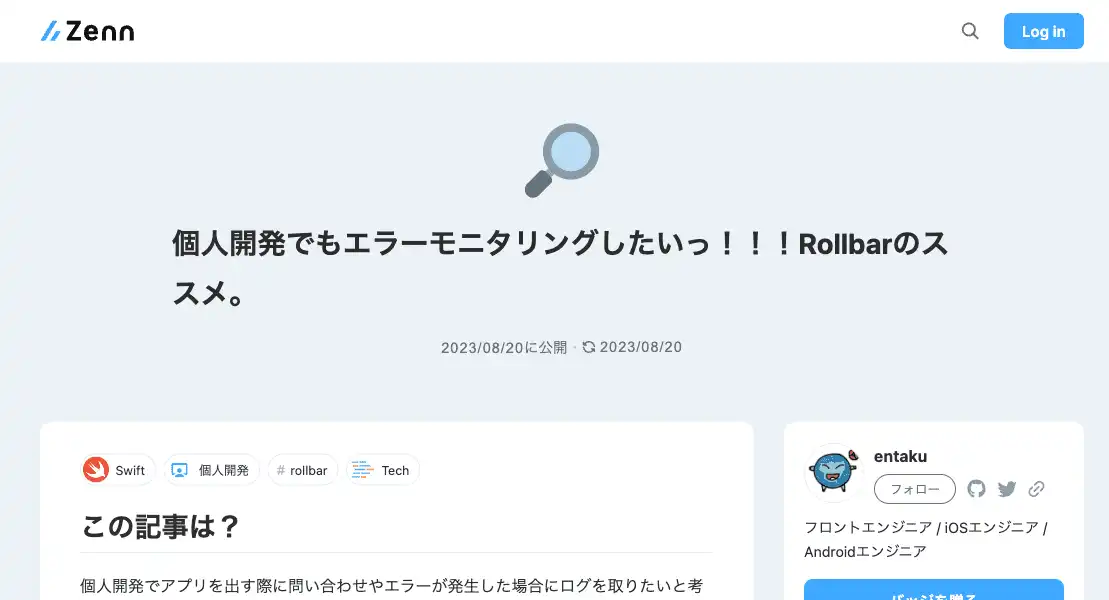 Zenn
Log in
個人開発でもエラーモニタリングしたいっ！！！Rollbarのス
スメ。
2023/08/20に公開 · 2023/08/20
Swift 個人開発 # rollbar Tech
この記事は？
個人開発でアプリを出す際に問い合わせやエラーが発生した場合にログを取りたいと考
entaku
フォロー
フロントエンジニア / iOSエンジニア /
Androidエンジニア
バッジを贈る